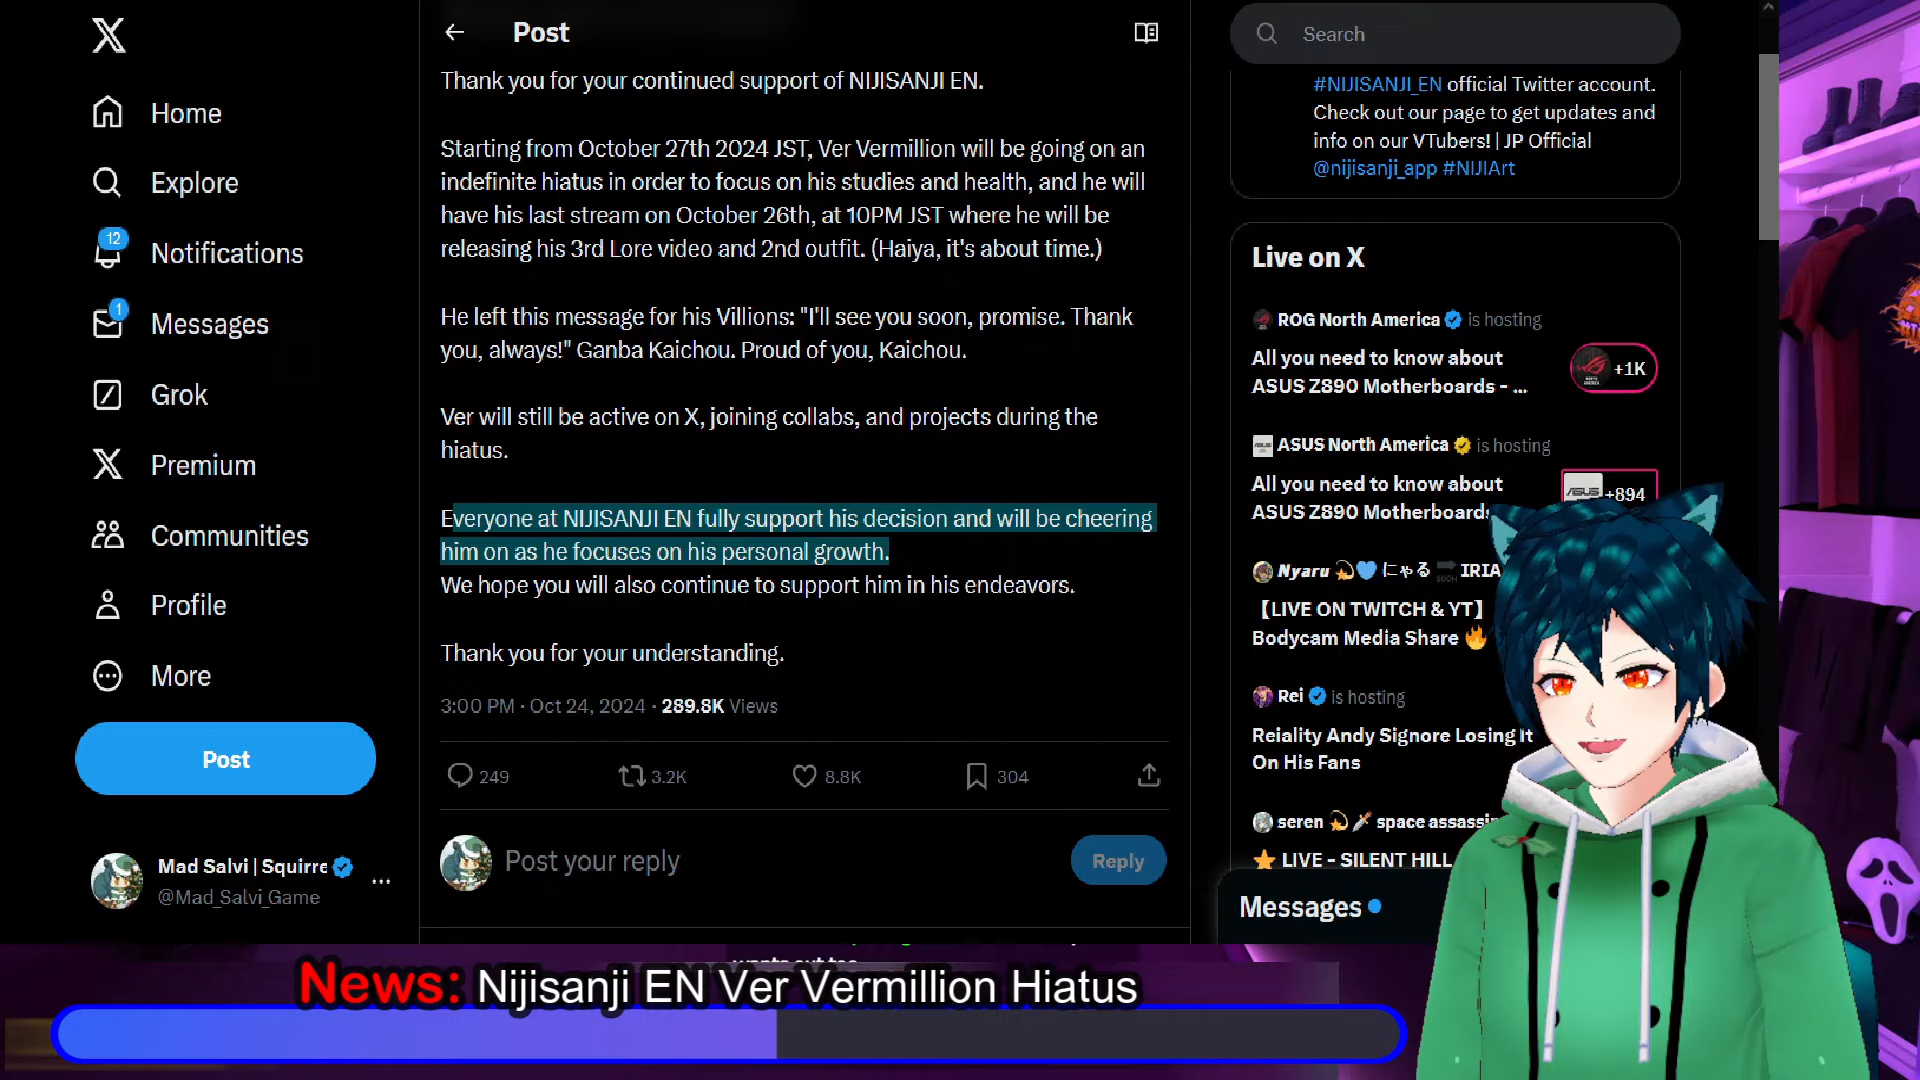 Home
Explore
12
Notifications
1
Messages
Grok
Premium
Communities
Profile
More
Post
Mad Salvi | Squirre
@Mad_Salvi_Game
Post
Thank you for your continued support of NIJISANJI EN.
Starting from October 27th 2024 JST, Ver Vermillion will be going on an
indefinite hiatus in order to focus on his studies and health, and he will
have his last stream on October 26th, at 10PM JST where he will be
releasing his 3rd Lore video and 2nd outfit. (Haiya, it's about time.)
He left this message for his Villions: "I'll see you soon, promise. Thank
you, always!" Ganba Kaichou. Proud of you, Kaichou.
Ver will still be active on X, joining collabs, and projects during the
hiatus.
Everyone at NIJISANJI EN fully support his decision and will be cheering
him on as he focuses on his personal growth.
We hope you will also continue to support him in his endeavors.
Thank you for your understanding.
3:00 PM · Oct 24, 2024 · 289.8K Views
249 3.2K 8.8K 304
Post your reply
Reply
Search
#NIJISANJI_EN official Twitter account.
Check out our page to get updates and
info on our VTubers! | JP Official
@nijisanji_app #NIJIArt
Live on X
ROG North America is hosting
All you need to know about
ASUS Z890 Motherboards - ...
+1K
ASUS North America is hosting
All you need to know about
ASUS Z890 Motherboards
+894
Nyaru にゃる SOON IRIA
【LIVE ON TWITCH & YT】
Bodycam Media Share
Rei is hosting
Reiality Andy Signore Losing It
On His Fans
seren space assassin
LIVE - SILENT HILL
Messages
News: Nijisanji EN Ver Vermillion Hiatus